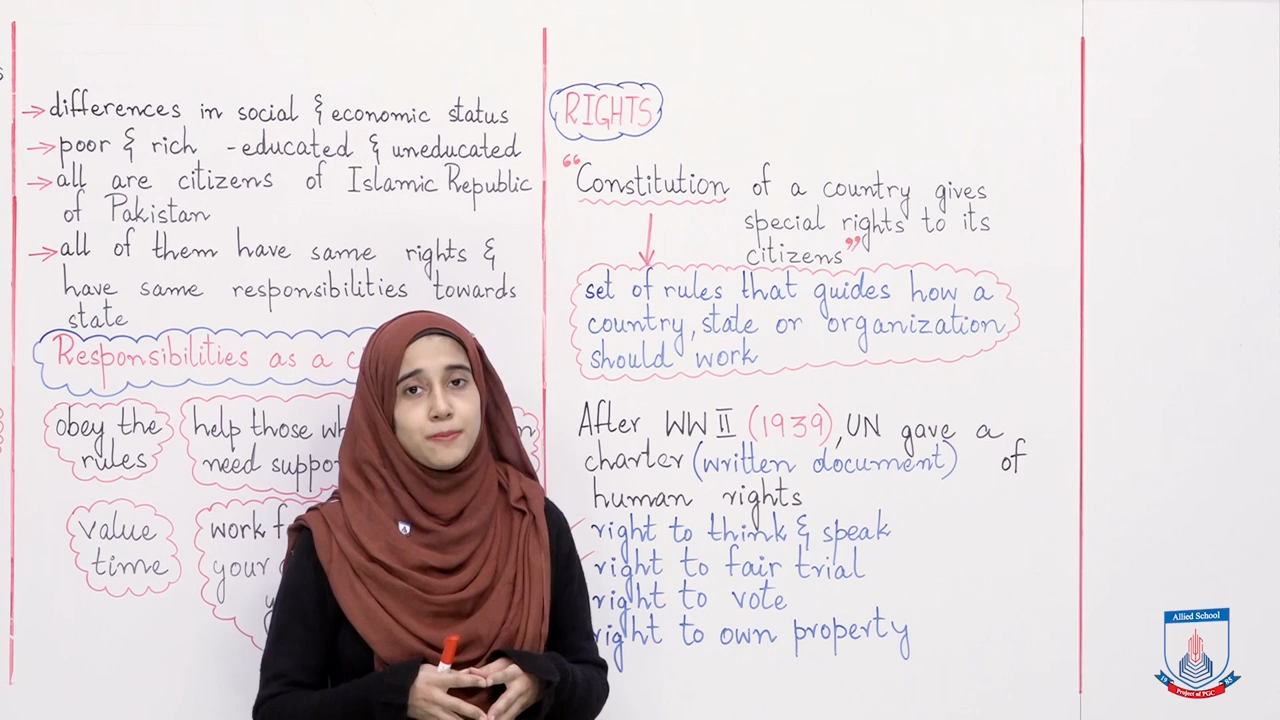 → differences in social & economic status
→ poor & rich - educated & uneducated
→ all are citizens of Islamic Republic
of Pakistan
→ all of them have same rights &
have same responsibilities towards
state
Responsibilities as a
obey the
rules
help those
need
value
time
work
your
RIGHTS
"Constitution of a country gives
special rights to its
citizens"
set of rules that guides how a
country, state or organization
should work
After WW II (1939), UN gave a
charter (written document) of
human rights
right to think & speak
right to fair trial
right to vote
right to own property
Allied School
19 85
Project of PGC